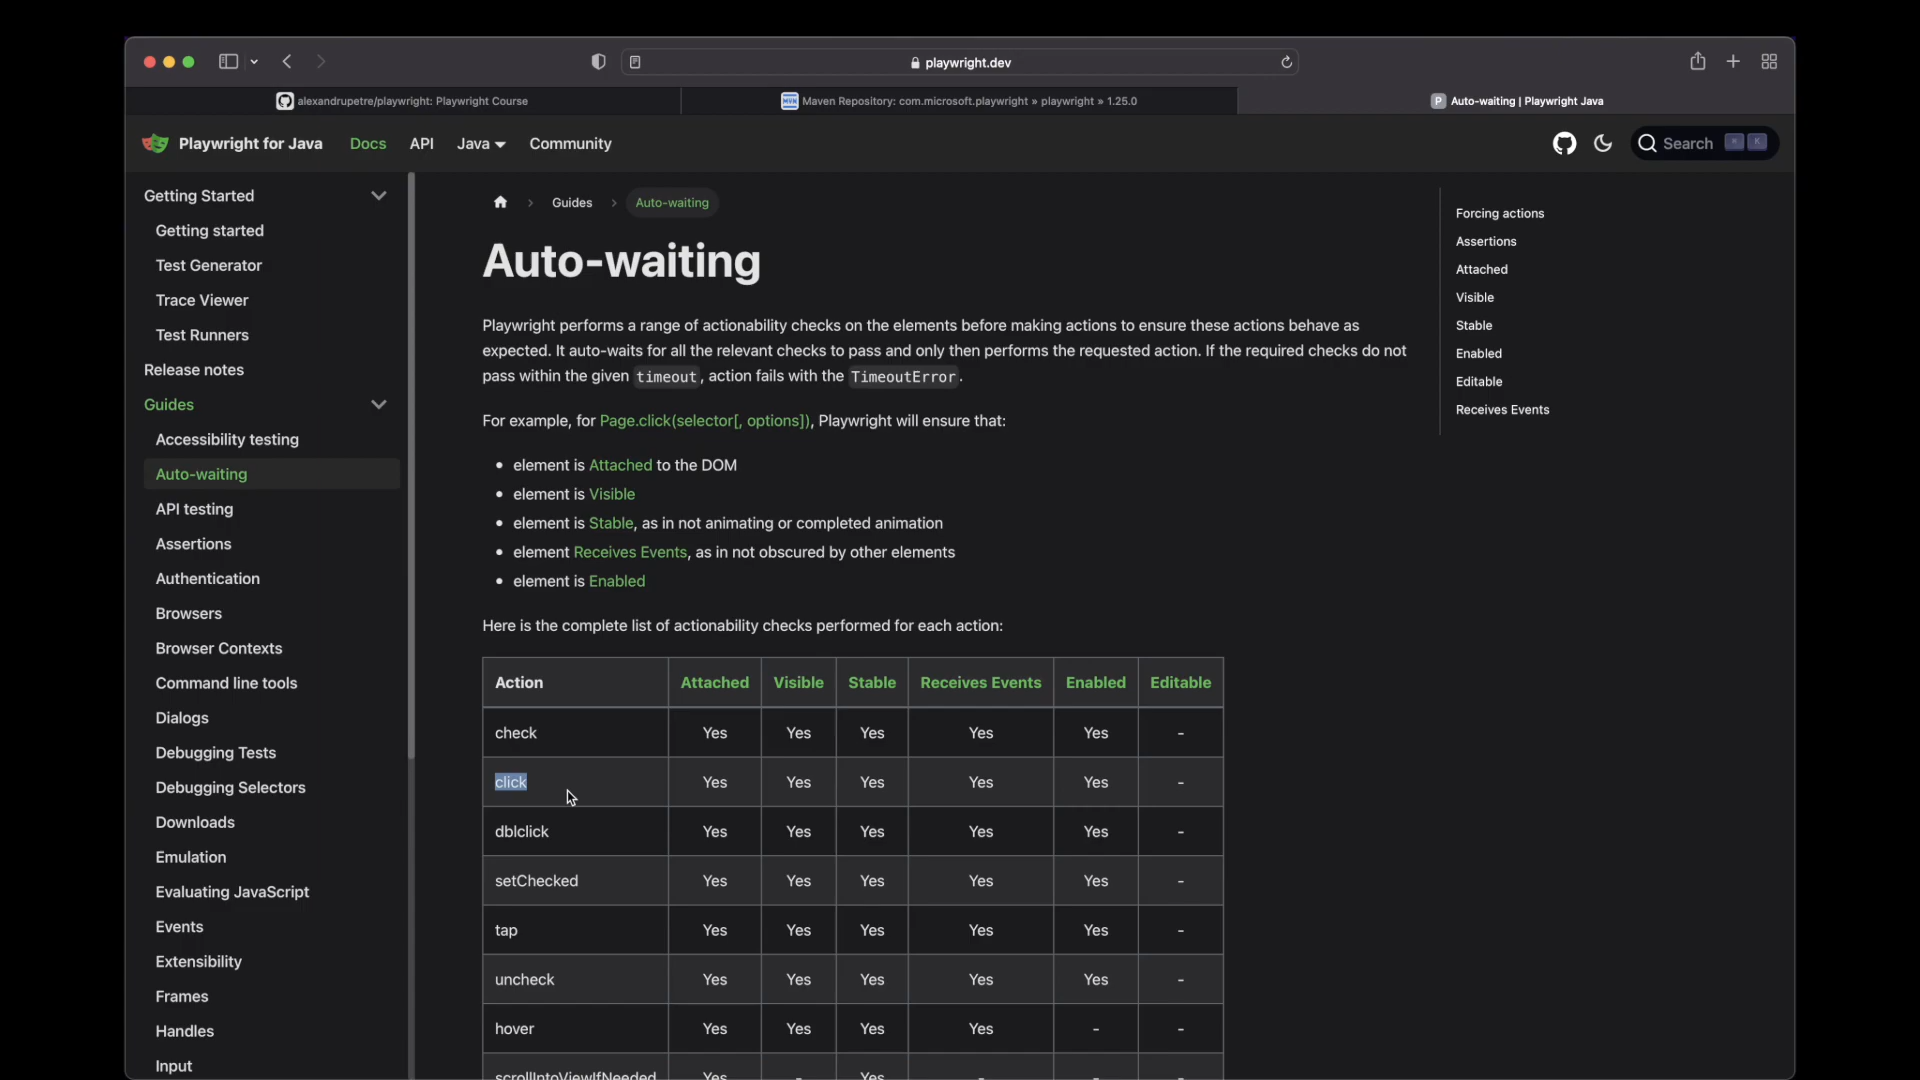 playwright.dev
alexandrupetre/playwright: Playwright Course
MVN Maven Repository: com.microsoft.playwright » playwright » 1.25.0
P Auto-waiting | Playwright Java
Playwright for Java Docs API Java Community
Search K
Getting Started
Getting started
Test Generator
Trace Viewer
Test Runners
Release notes
Guides
Accessibility testing
Auto-waiting
API testing
Assertions
Authentication
Browsers
Browser Contexts
Command line tools
Dialogs
Debugging Tests
Debugging Selectors
Downloads
Emulation
Evaluating JavaScript
Events
Extensibility
Frames
Handles
Input
Guides Auto-waiting
Auto-waiting
Playwright performs a range of actionability checks on the elements before making actions to ensure these actions behave as
expected. It auto-waits for all the relevant checks to pass and only then performs the requested action. If the required checks do not
pass within the given timeout, action fails with the TimeoutError.
For example, for Page.click(selector[, options]), Playwright will ensure that:
• element is Attached to the DOM
• element is Visible
• element is Stable, as in not animating or completed animation
• element Receives Events, as in not obscured by other elements
• element is Enabled
Here is the complete list of actionability checks performed for each action:
Action Attached Visible Stable Receives Events Enabled Editable
check Yes Yes Yes Yes Yes -
click Yes Yes Yes Yes Yes -
dblclick Yes Yes Yes Yes Yes -
setChecked Yes Yes Yes Yes Yes -
tap Yes Yes Yes Yes Yes -
uncheck Yes Yes Yes Yes Yes -
hover Yes Yes Yes Yes - -
scrollIntoViewIfNeeded Yes - Yes - - -
Forcing actions
Assertions
Attached
Visible
Stable
Enabled
Editable
Receives Events